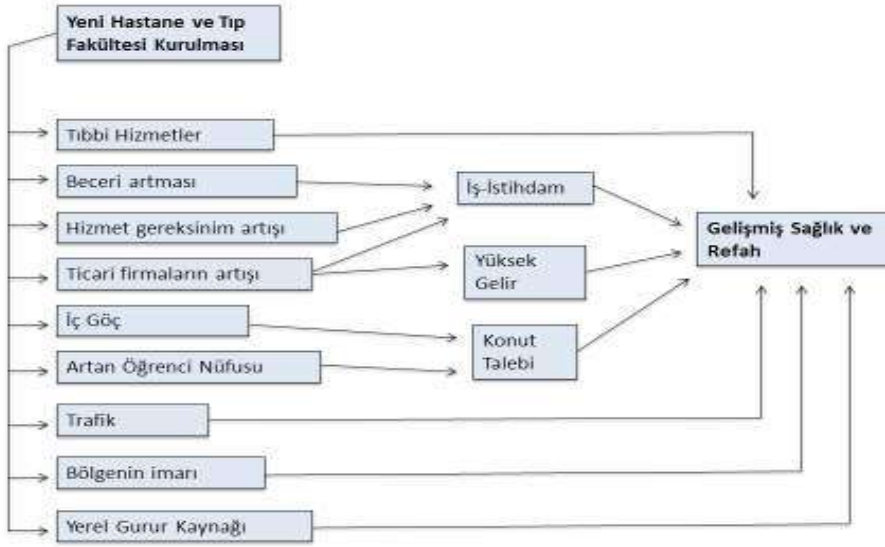 Yeni Hastane ve Tıp
Fakültesi Kurulması
Tıbbi Hizmetler
Beceri artması
İş-İstihdam
Hizmet gereksinim artışı
Gelişmiş Sağlık ve
Refah
Ticari firmaların artışı
Yüksek
Gelir
İç Göç
Konut
Talebi
Artan Öğrenci Nüfusu
Trafik
Bölgenin imarı
Yerel Gurur Kaynağı